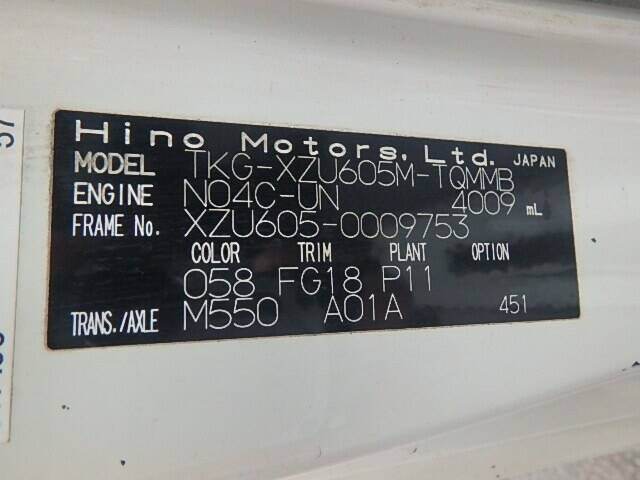 Hino Motors, Ltd. JAPAN
MODEL TKG-XZU605M-TQMMB
ENGINE N04C-UN 4009 mL
FRAME No. XZU605-0009753
COLOR TRIM PLANT OPTION
058 FG18 P11
TRANS./AXLE M550 A01A 451
57